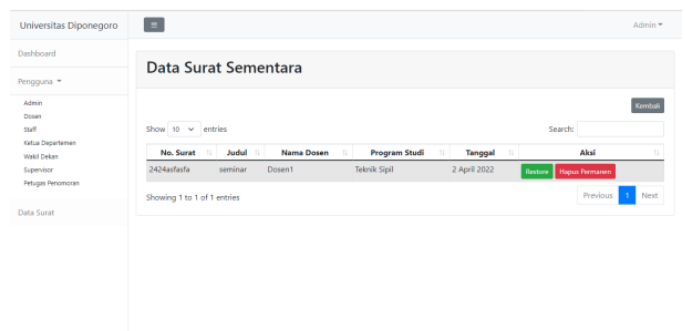 Universitas Diponegoro
Admin
Dashboard
Pengguna
Admin
Dosen
Staff
Ketua Departemen
Wakil Dekan
Supervisor
Petugas Penomoran
Data Surat
Data Surat Sementara
Kembali
Show 10 entries Search:
No. Surat Judul Nama Dosen Program Studi Tanggal Aksi
2424asfasfa seminar Dosen1 Teknik Sipil 2 April 2022 Restore Hapus Permanen
Showing 1 to 1 of 1 entries Previous 1 Next